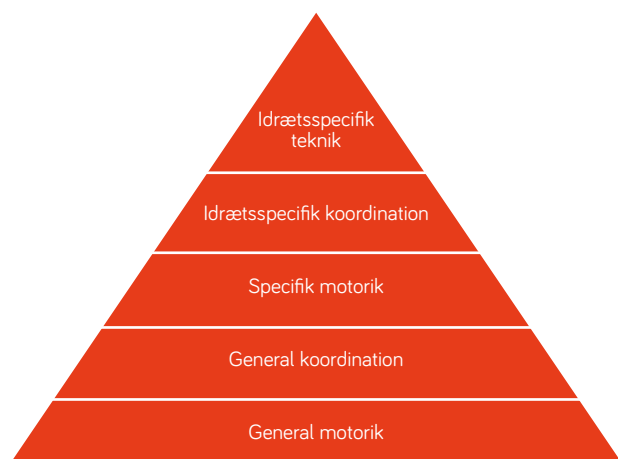 Idrætsspecifik
teknik
Idrætsspecifik koordination
Specifik motorik
General koordination
General motorik